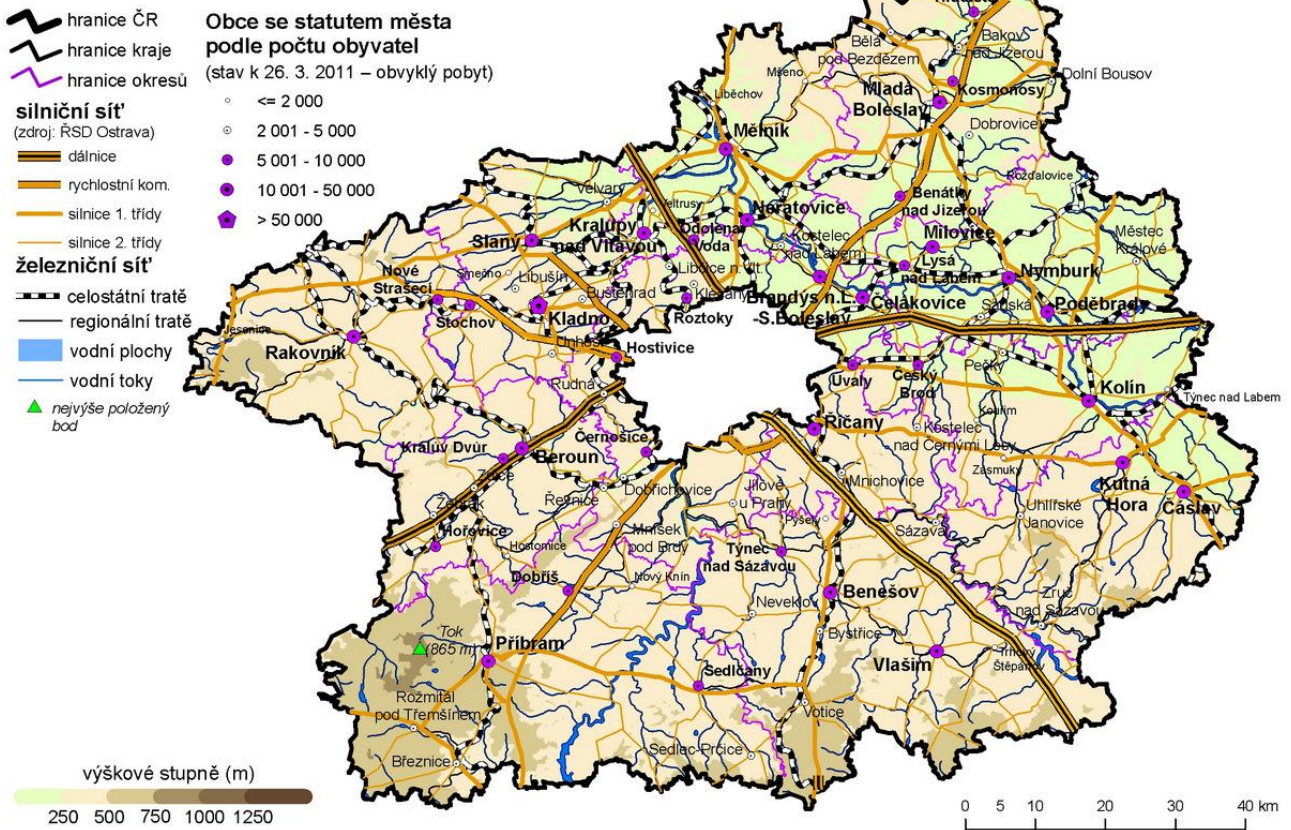 hranice ČR
hranice kraje
hranice okresů
silniční síť
(zdroj: ŘSD Ostrava)
dálnice
rychlostní kom.
silnice 1. třídy
silnice 2. třídy
železniční síť
celostátní tratě
regionální tratě
vodní plochy
vodní toky
nejvýše položený
bod
Obce se statutem města
podle počtu obyvatel
(stav k 26. 3. 2011 – obvyklý pobyt)
<= 2 000
2 001 - 5 000
5 001 - 10 000
10 001 - 50 000
> 50 000
Bělá
pod Bezdězem
Bakov
nad Jizerou
Mšeno
Dolní Bousov
Kosmonosy
Mladá
Boleslav
Liběchov
Dobrovice
Mělník
Rožďalovice
Velvary
Veltrusy
Benátky
nad Jizerou
Neratovice
Kralupy
nad Vltavou
Odolena
Voda
Kostelec
nad Labem
Milovice
Městec
Králové
Slaný
Lysá
nad Labem
Nymburk
Smečno
Libušín
Libčice n. Vlt.
Nové
Strašecí
Buštěhrad
Klecany
Brandýs n.L.
-S.Boleslav
Čelákovice
Sadská
Poděbrady
Stochov
Kladno
Roztoky
Jesenice
Rakovník
Unhošť
Hostivice
Rudná
Úvaly
Český
Brod
Pečky
Kolín
Týnec nad Labem
Kouřim
Říčany
Kostelec
nad Černými Lesy
Zásmuky
Králův Dvůr
Beroun
Černošice
Kutná
Hora
Čáslav
Zdice
Žebrák
Řevnice
Dobřichovice
Jílové
u Prahy
Mnichovice
Uhlířské
Janovice
Hořovice
Hostomice
Mníšek
pod Brdy
Pyšely
Sázava
Týnec
nad Sázavou
Dobříš
Nový Knín
Neveklov
Benešov
Zruč
nad Sázavou
Bystřice
Tok
(865 m)
Příbram
Vlašim
Trhový
Štěpánov
Sedlčany
Rožmitál
pod Třemšínem
Votice
Březnice
Sedlec-Prčice
výškové stupně (m)
250 500 750 1000 1250
0 5 10 20 30 40 km